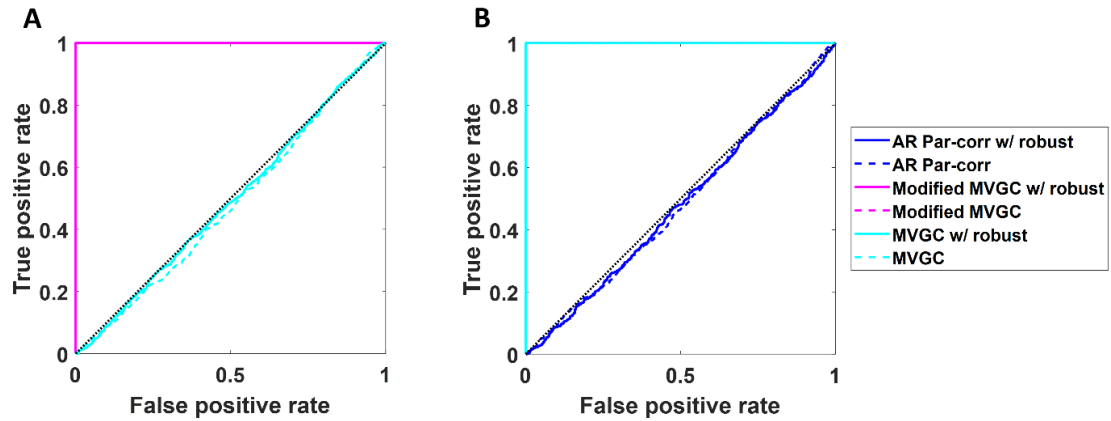 A
True positive rate
1
0.8
0.6
0.4
0.2
0
0
0.5
1
False positive rate
B
True positive rate
1
0.8
0.6
0.4
0.2
0
0
0.5
1
False positive rate
AR Par-corr w/ robust
AR Par-corr
Modified MVGC w/ robust
Modified MVGC
MVGC w/ robust
MVGC